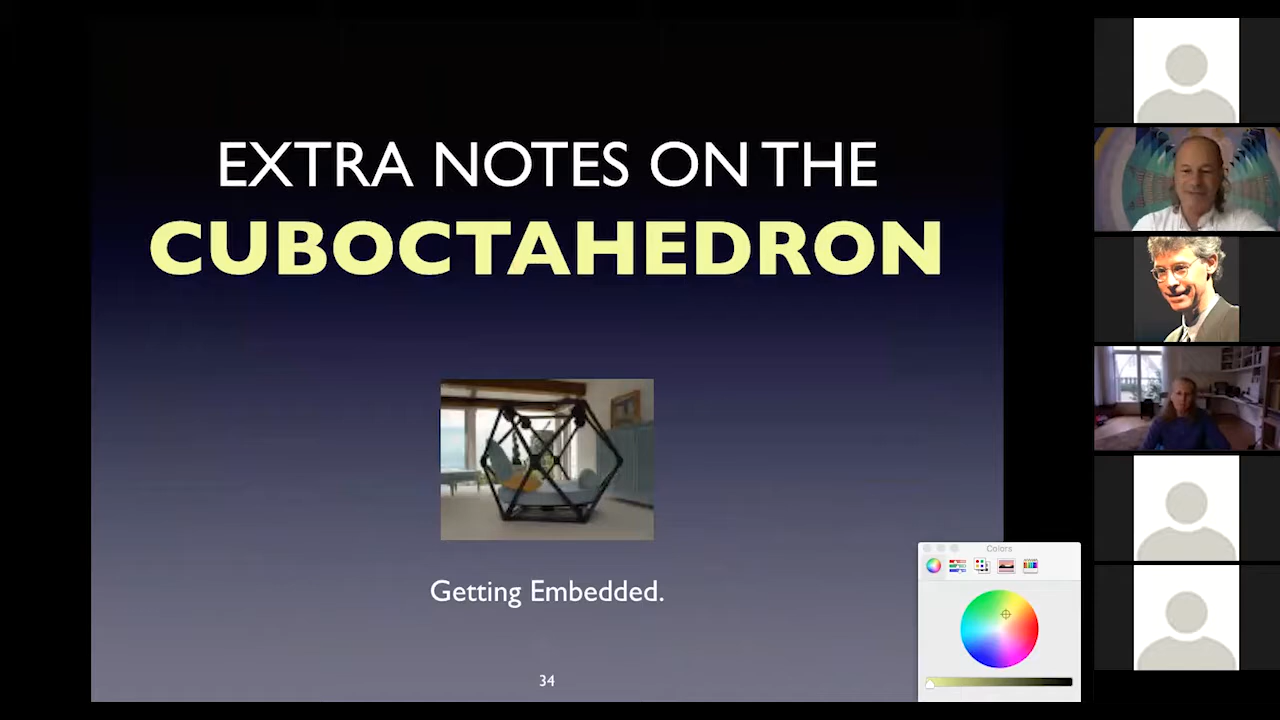 EXTRA NOTES ON THE
CUBOCTAHEDRON
Getting Embedded.
34
Colors